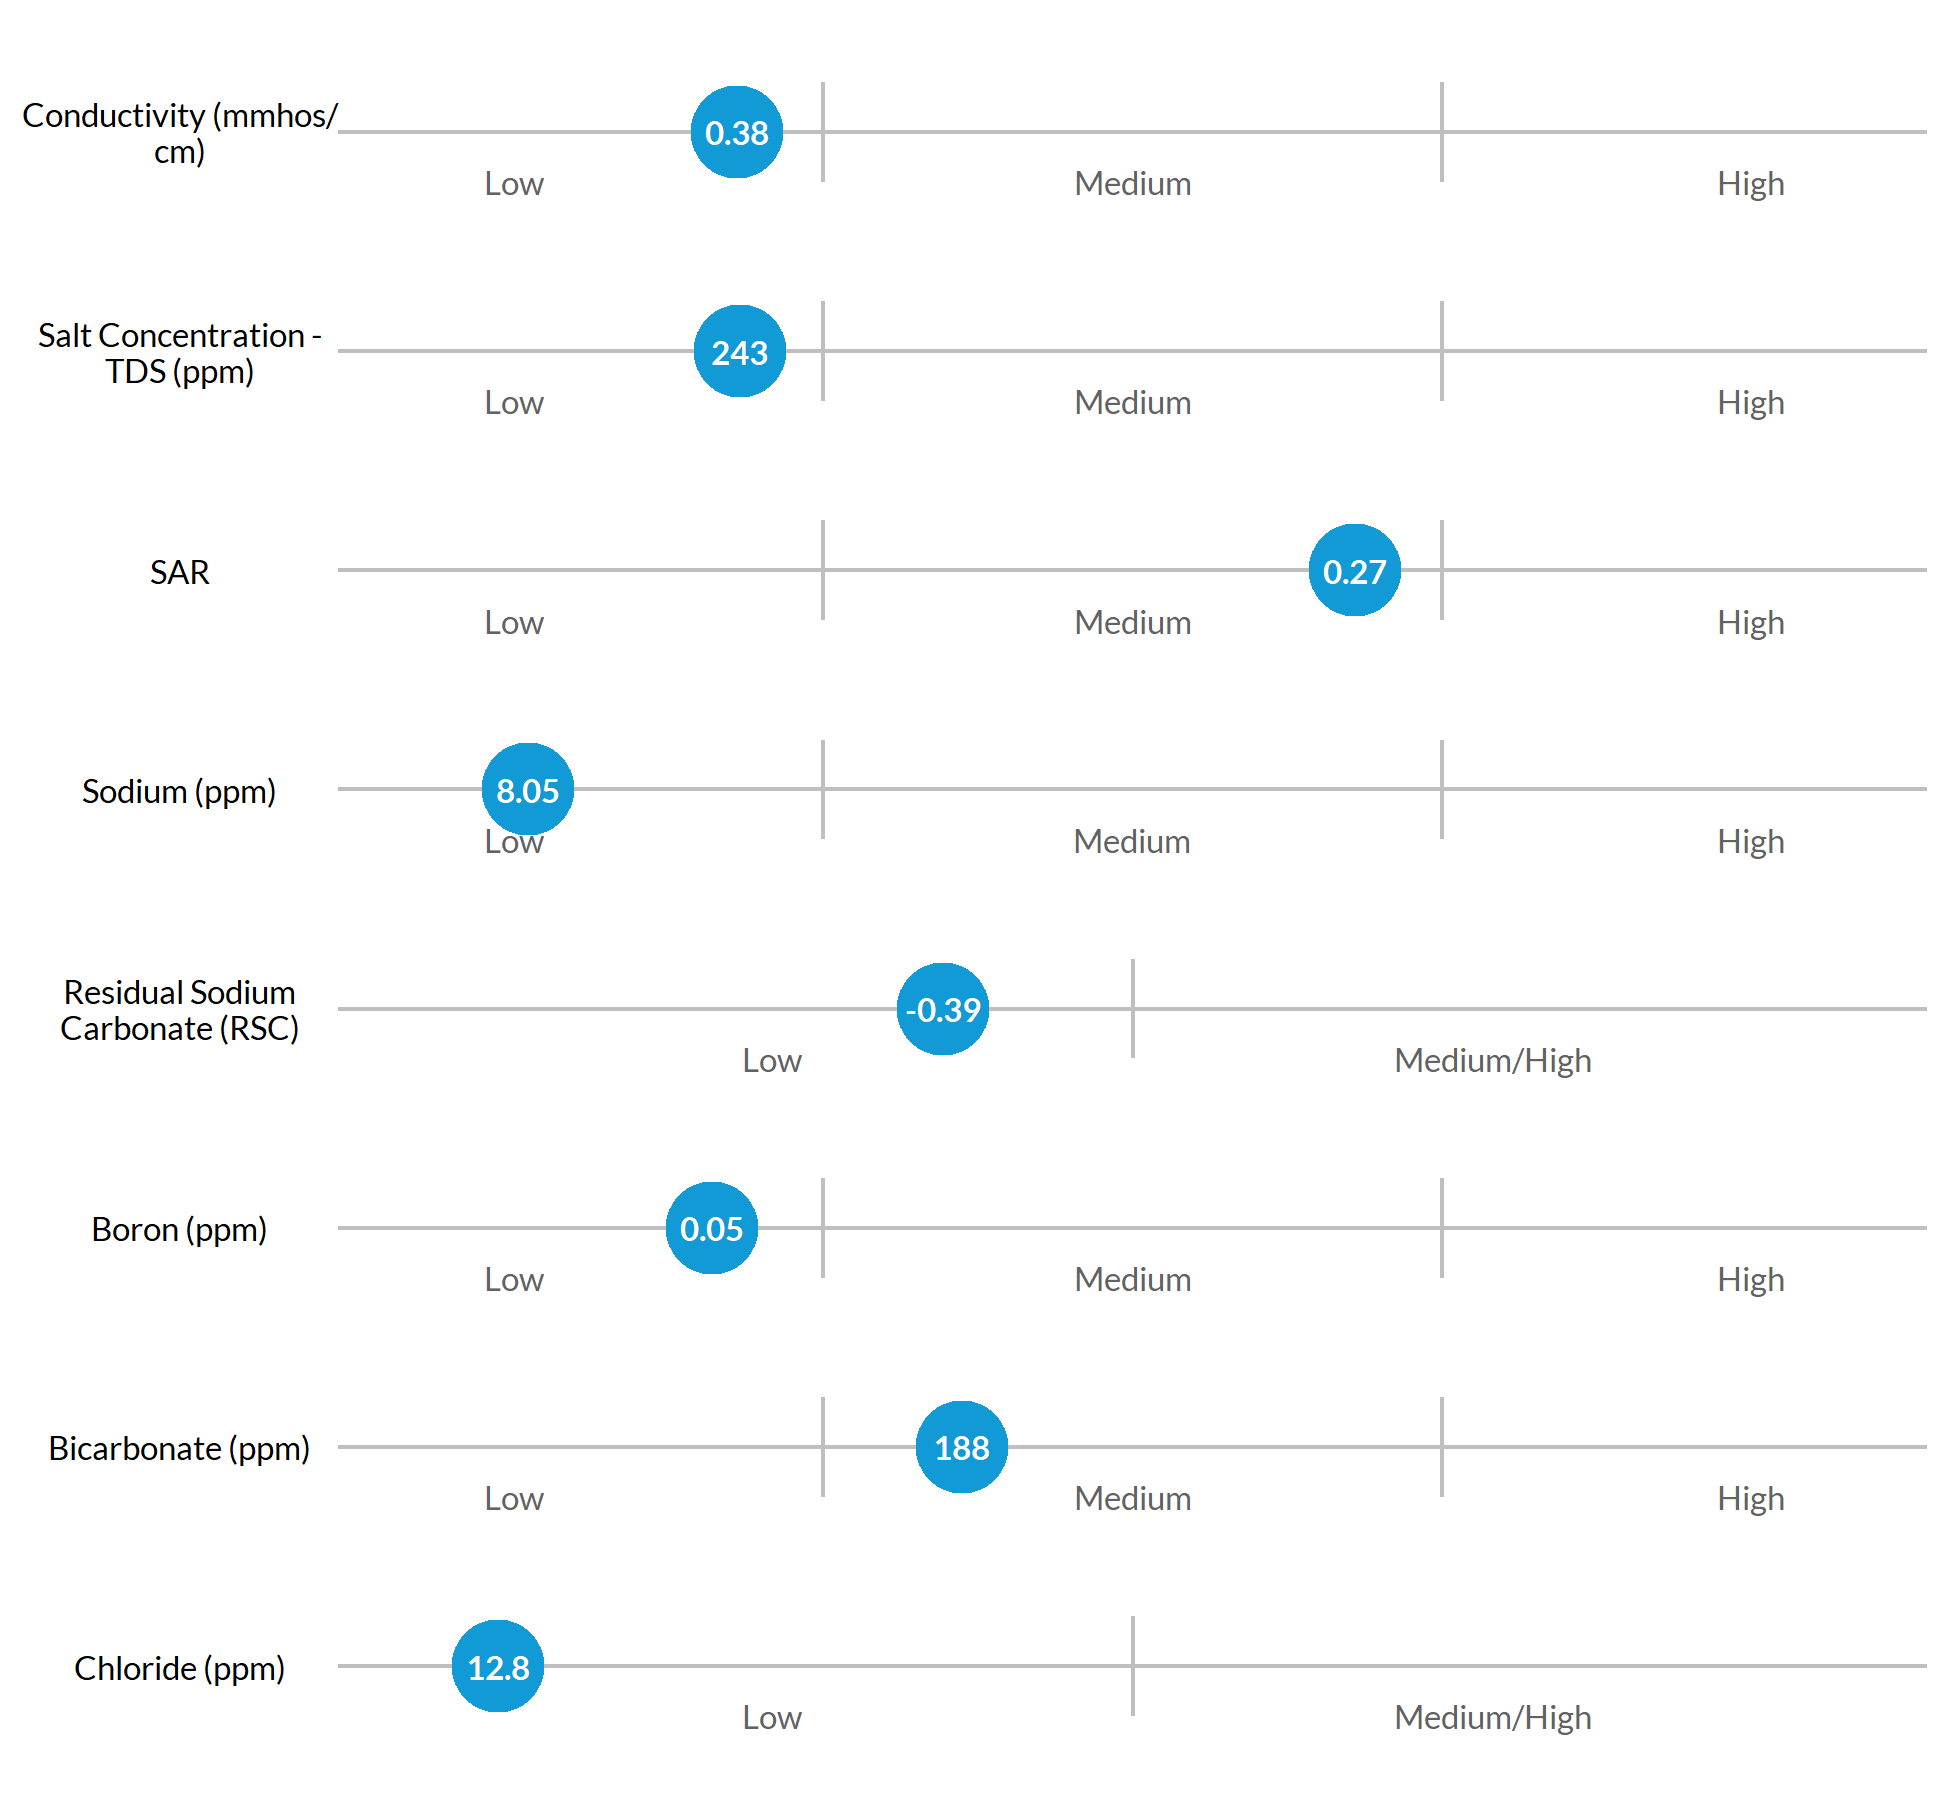 Conductivity (mmhos/
cm)
0.38
Low
Medium
High
Salt Concentration -
TDS (ppm)
243
Low
Medium
High
SAR
0.27
Low
Medium
High
Sodium (ppm)
8.05
Low
Medium
High
Residual Sodium
Carbonate (RSC)
-0.39
Low
Medium/High
Boron (ppm)
0.05
Low
Medium
High
Bicarbonate (ppm)
188
Low
Medium
High
Chloride (ppm)
12.8
Low
Medium/High